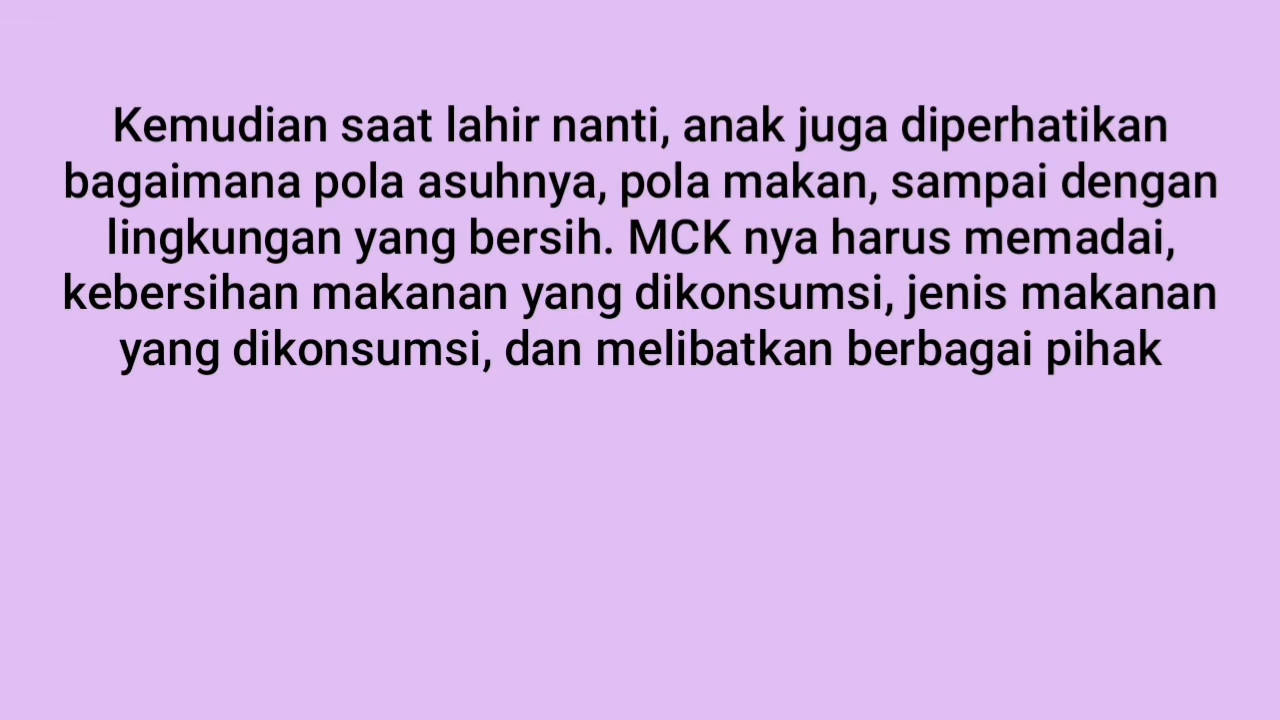 Kemudian saat lahir nanti, anak juga diperhatikan
bagaimana pola asuhnya, pola makan, sampai dengan
lingkungan yang bersih. MCK nya harus memadai,
kebersihan makanan yang dikonsumsi, jenis makanan
yang dikonsumsi, dan melibatkan berbagai pihak